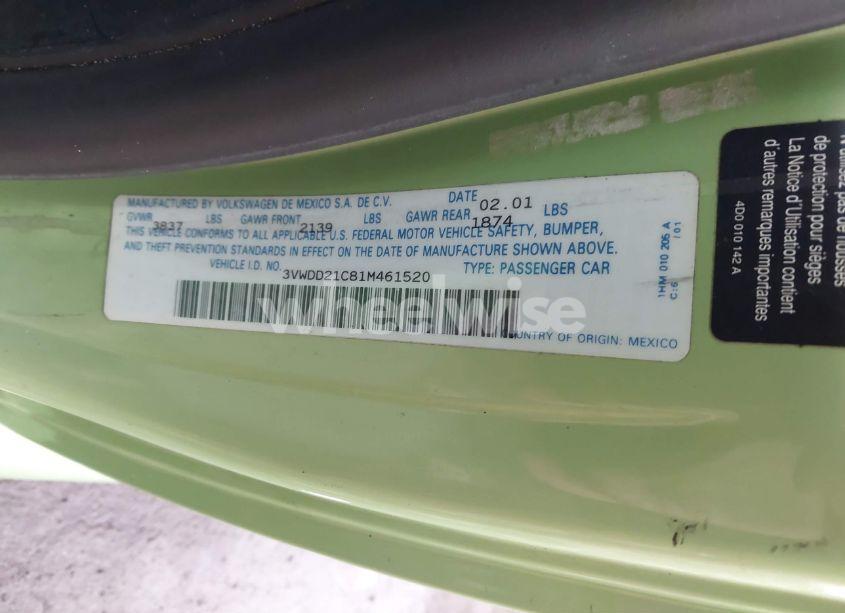 MANUFACTURED BY VOLKSWAGEN DE MEXICO S.A. DE C.V. DATE 02.01
GVWR 3837 LBS GAWR FRONT 2139 LBS GAWR REAR 1874 LBS
THIS VEHICLE CONFORMS TO ALL APPLICABLE U.S. FEDERAL MOTOR VEHICLE SAFETY, BUMPER,
AND THEFT PREVENTION STANDARDS IN EFFECT ON THE DATE OF MANUFACTURE SHOWN ABOVE.
VEHICLE I.D. NO. 3VWDD21C81M461520 TYPE: PASSENGER CAR
COUNTRY OF ORIGIN: MEXICO
1HM 010 205 A
C:6 /01
wheelwise
de protection pour sièges
La Notice d'Utilisation contient
d'autres remarques importantes
4D0 010 142 A